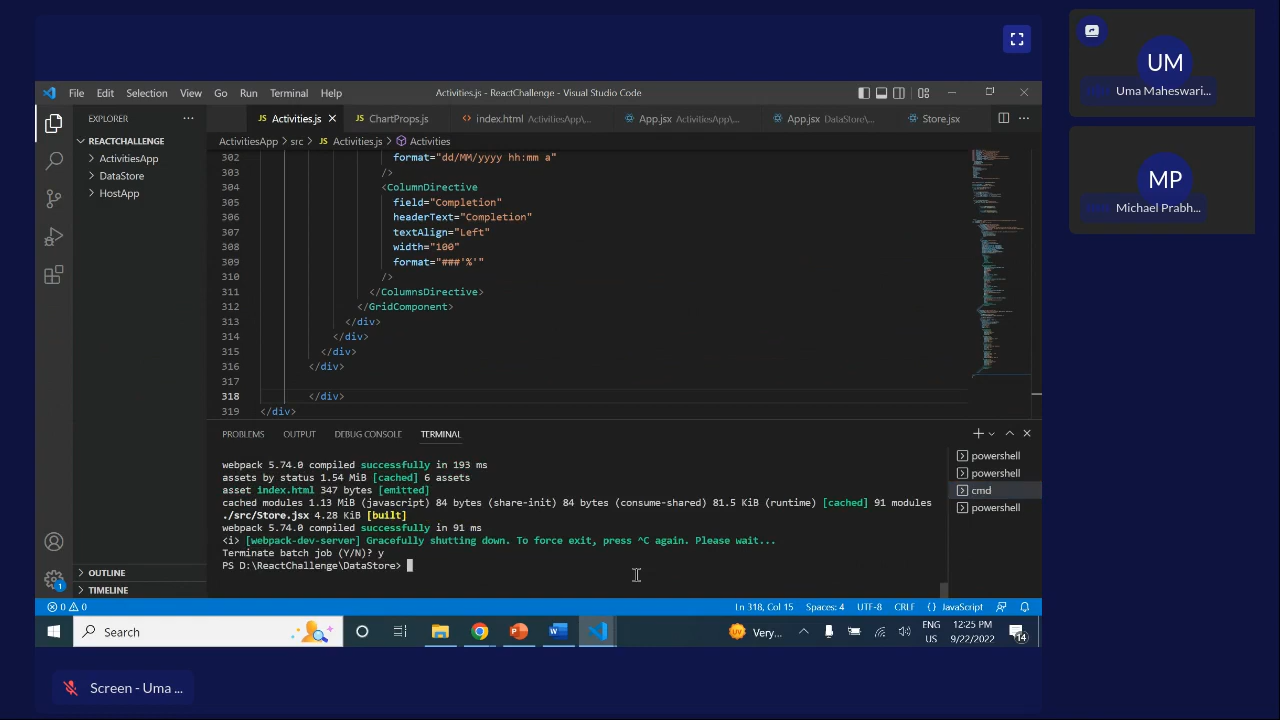 File Edit Selection View Go Run Terminal Help
Activities.js - ReactChallenge - Visual Studio Code
UM
Uma Maheswari...
MP
Michael Prabh...
EXPLORER
REACTCHALLENGE
ActivitiesApp
DataStore
HostApp
OUTLINE
TIMELINE
Activities.js
ChartProps.js
index.html ActivitiesApp\...
App.jsx ActivitiesApp\...
App.jsx DataStore\...
Store.jsx
ActivitiesApp > src > Activities.js > Activities
302 format="dd/MM/yyyy hh:mm a"
303 />
304 <ColumnDirective
305 field="Completion"
306 headerText="Completion"
307 textAlign="Left"
308 width="100"
309 format="###'%'"
310 />
311 </ColumnsDirective>
312 </GridComponent>
313 </div>
314 </div>
315 </div>
316 </div>
317
318 </div>
319 </div>
PROBLEMS OUTPUT DEBUG CONSOLE TERMINAL
webpack 5.74.0 compiled successfully in 193 ms
assets by status 1.54 MiB [cached] 6 assets
asset index.html 347 bytes [emitted]
cached modules 1.13 MiB (javascript) 84 bytes (share-init) 84 bytes (consume-shared) 81.5 KiB (runtime) [cached] 91 modules
./src/Store.jsx 4.28 KiB [built]
webpack 5.74.0 compiled successfully in 91 ms
<i> [webpack-dev-server] Gracefully shutting down. To force exit, press ^C again. Please wait...
Terminate batch job (Y/N)? y
PS D:\ReactChallenge\DataStore>
powershell
powershell
cmd
powershell
1
0 0
Ln 318, Col 15 Spaces: 4 UTF-8 CRLF { } JavaScript
Search
Very...
ENG
US
12:25 PM
9/22/2022
14
Screen - Uma ...